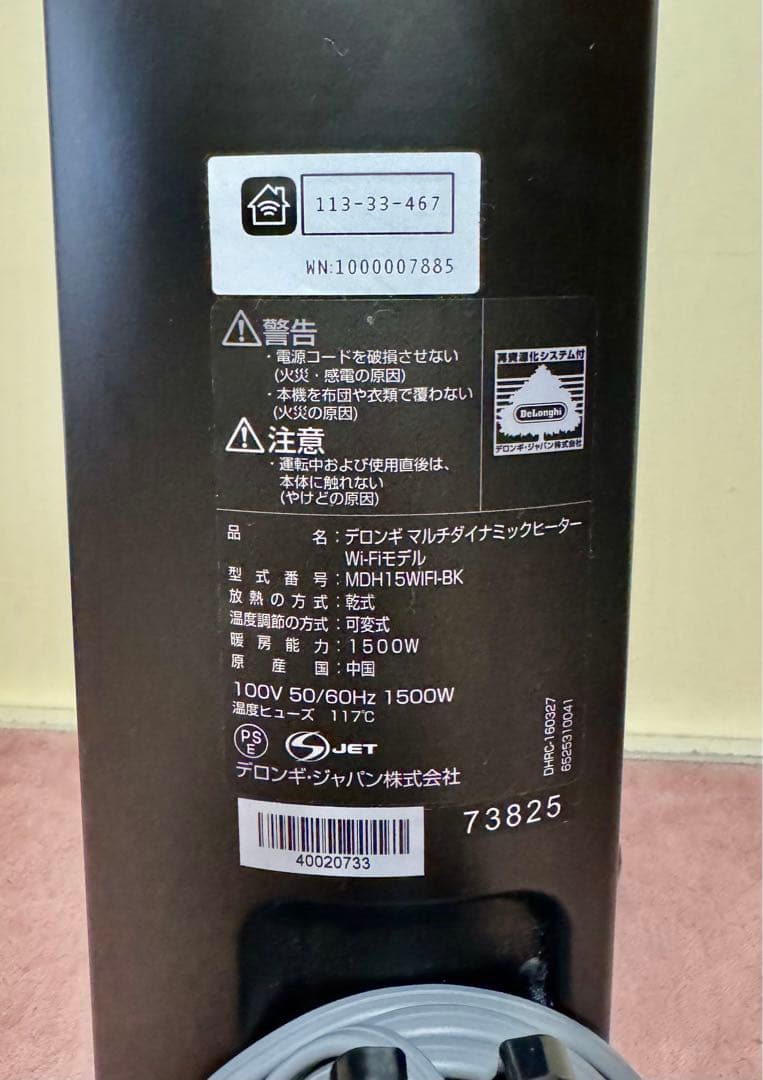 113-33-467
WN:1000007885
警告
・電源コードを破損させない
(火災・感電の原因)
・本機を布団や衣類で覆わない
(火災の原因)
注意
・運転中および使用直後は、
本体に触れない
(やけどの原因)
再資源化システム付
DeLonghi
デロンギ・ジャパン株式会社
品名：デロンギ マルチダイナミックヒーター
Wi-Fiモデル
型式番号：MDH15WIFI-BK
放熱の方式：乾式
温度調節の方式：可変式
暖房能力：1500W
原産国：中国
100V 50/60Hz 1500W
温度ヒューズ 117℃
PS
E
S JET
デロンギ・ジャパン株式会社
DHRC-160327
6525310041
40020733
73825